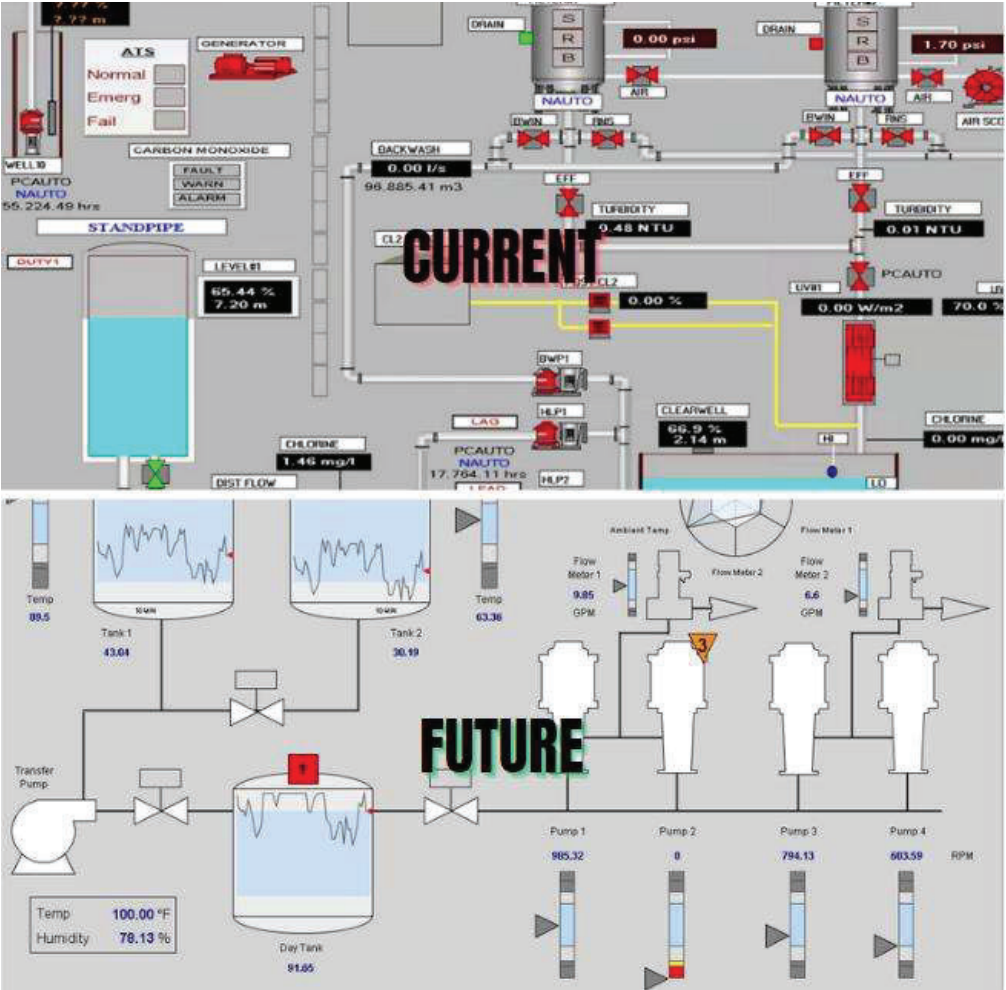 ?.?? m
ATS
Normal
Emerg
Fail
GENERATOR
DRAIN
S
R
B
0.00 psi
DRAIN
S
R
B
1.70 psi
NAUTO
AIR
NAUTO
AIR
BWIN
RNS
BWIN
RNS
WELL10
PCAUTO
NAUTO
55.224.49 hrs
CARBON MONOXIDE
FAULT
WARN
ALARM
BACKWASH
0.00 l/s
96.885.41 m3
EFF
EFF
STANDPIPE
TURBIDITY
0.48 NTU
TURBIDITY
0.01 NTU
DUTY1
LEVEL#1
65.44 %
7.20 m
CURRENT
PCAUTO
UV#1
0.00 W/m2
70.0 %
0.00 %
BWP1
LAG
HLP1
PCAUTO
NAUTO
17.764.11 hrs
LEAD
HLP2
CLEARWELL
66.9 %
2.14 m
HI
LO
CHLORINE
0.00 mg/l
CHLORINE
1.46 mg/l
DIST FLOW
Ambient Temp
Flow Meter 1
Flow Meter 2
Flow
Meter 1
9.85
GPM
Flow
Meter 2
6.6
GPM
Temp
89.5
10 MIN
Tank 1
43.04
10 MIN
Tank 2
30.19
Temp
63.36
3
FUTURE
Transfer
Pump
1
Pump 1
985.32
Pump 2
0
Pump 3
794.13
Pump 4
603.59
RPM
Temp 100.00 °F
Humidity 78.13 %
Day Tank
91.65